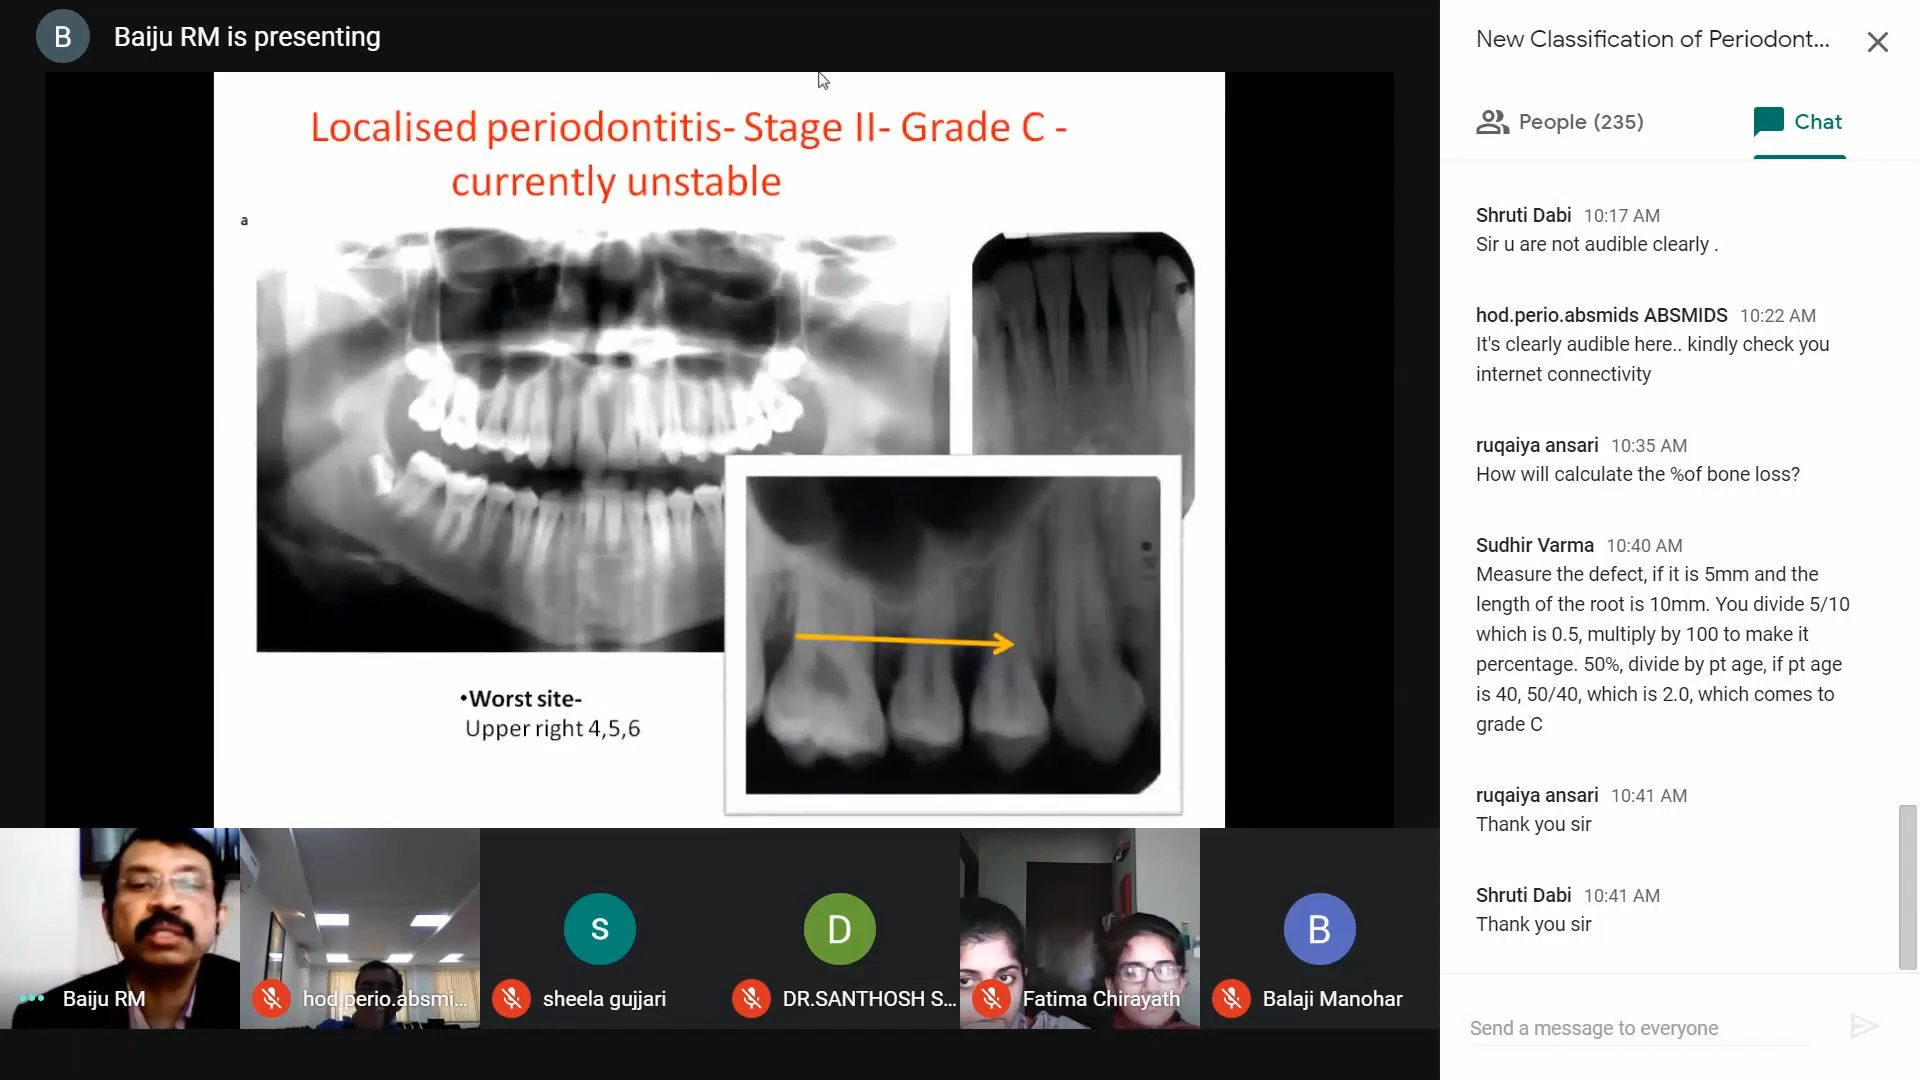 B
Baiju RM is presenting
Localised periodontitis- Stage II- Grade C -
currently unstable
a
•Worst site-
Upper right 4,5,6
Baiju RM
hod.perio.absmi...
s
sheela gujjari
D
DR.SANTHOSH S...
Fatima Chirayath
B
Balaji Manohar
New Classification of Periodont...
People (235)
Chat
Shruti Dabi 10:17 AM
Sir u are not audible clearly .
hod.perio.absmids ABSMIDS 10:22 AM
It's clearly audible here.. kindly check you
internet connectivity
ruqaiya ansari 10:35 AM
How will calculate the %of bone loss?
Sudhir Varma 10:40 AM
Measure the defect, if it is 5mm and the
length of the root is 10mm. You divide 5/10
which is 0.5, multiply by 100 to make it
percentage. 50%, divide by pt age, if pt age
is 40, 50/40, which is 2.0, which comes to
grade C
ruqaiya ansari 10:41 AM
Thank you sir
Shruti Dabi 10:41 AM
Thank you sir
Send a message to everyone